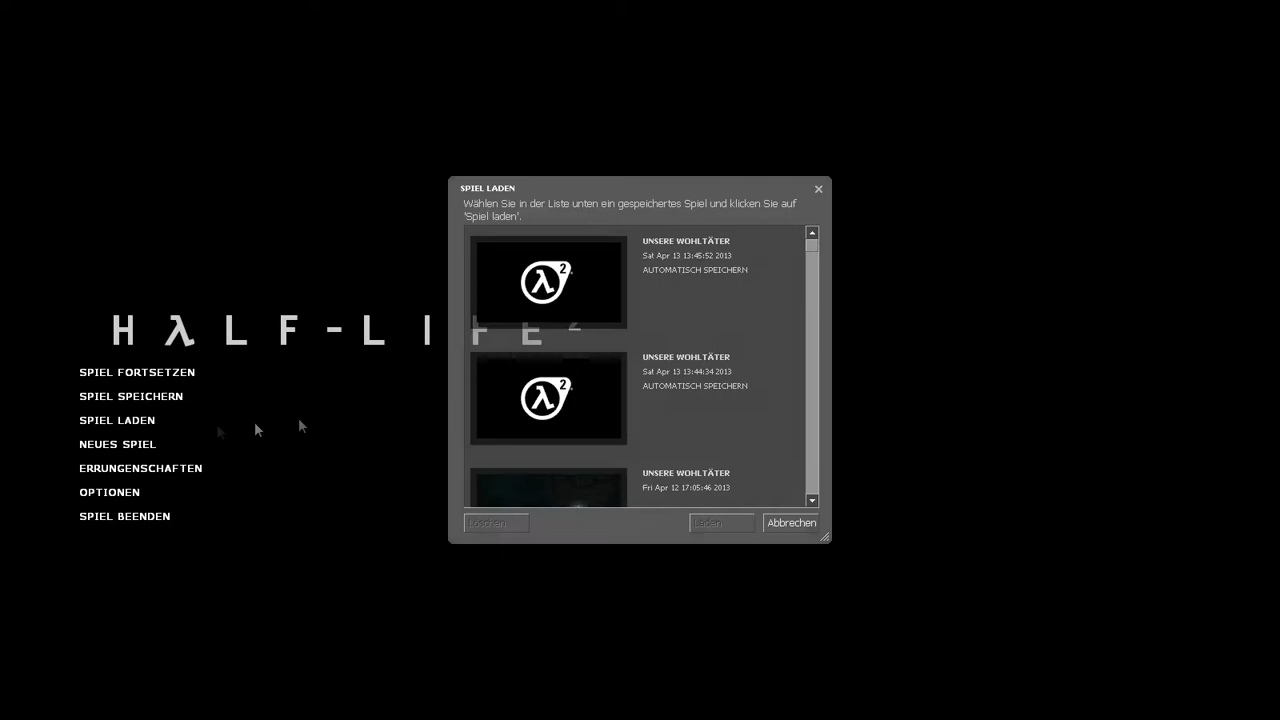 SPIEL LADEN
Wählen Sie in der Liste unten ein gespeichertes Spiel und klicken Sie auf
'Spiel laden'.
UNSERE WOHLTÄTER
Sat Apr 13 13:45:52 2013
AUTOMATISCH SPEICHERN
UNSERE WOHLTÄTER
Sat Apr 13 13:44:34 2013
AUTOMATISCH SPEICHERN
UNSERE WOHLTÄTER
Fri Apr 12 17:05:46 2013
Löschen
Laden
Abbrechen
HλLF-LIFE 2
SPIEL FORTSETZEN
SPIEL SPEICHERN
SPIEL LADEN
NEUES SPIEL
ERRUNGENSCHAFTEN
OPTIONEN
SPIEL BEENDEN